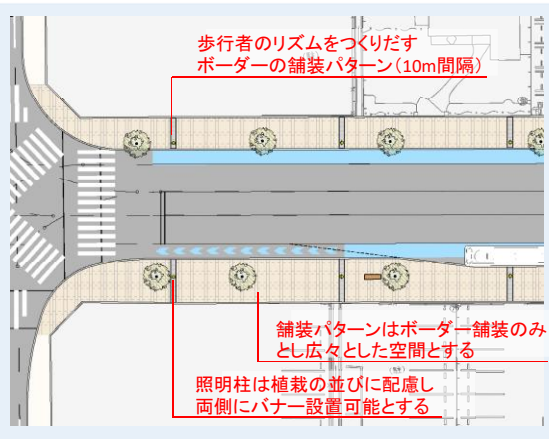 歩行者のリズムをつくりだす
ボーダーの舗装パターン（10m間隔）
舗装パターンはボーダー舗装のみ
とし広々とした空間とする
照明柱は植栽の並びに配慮し
両側にバナー設置可能とする